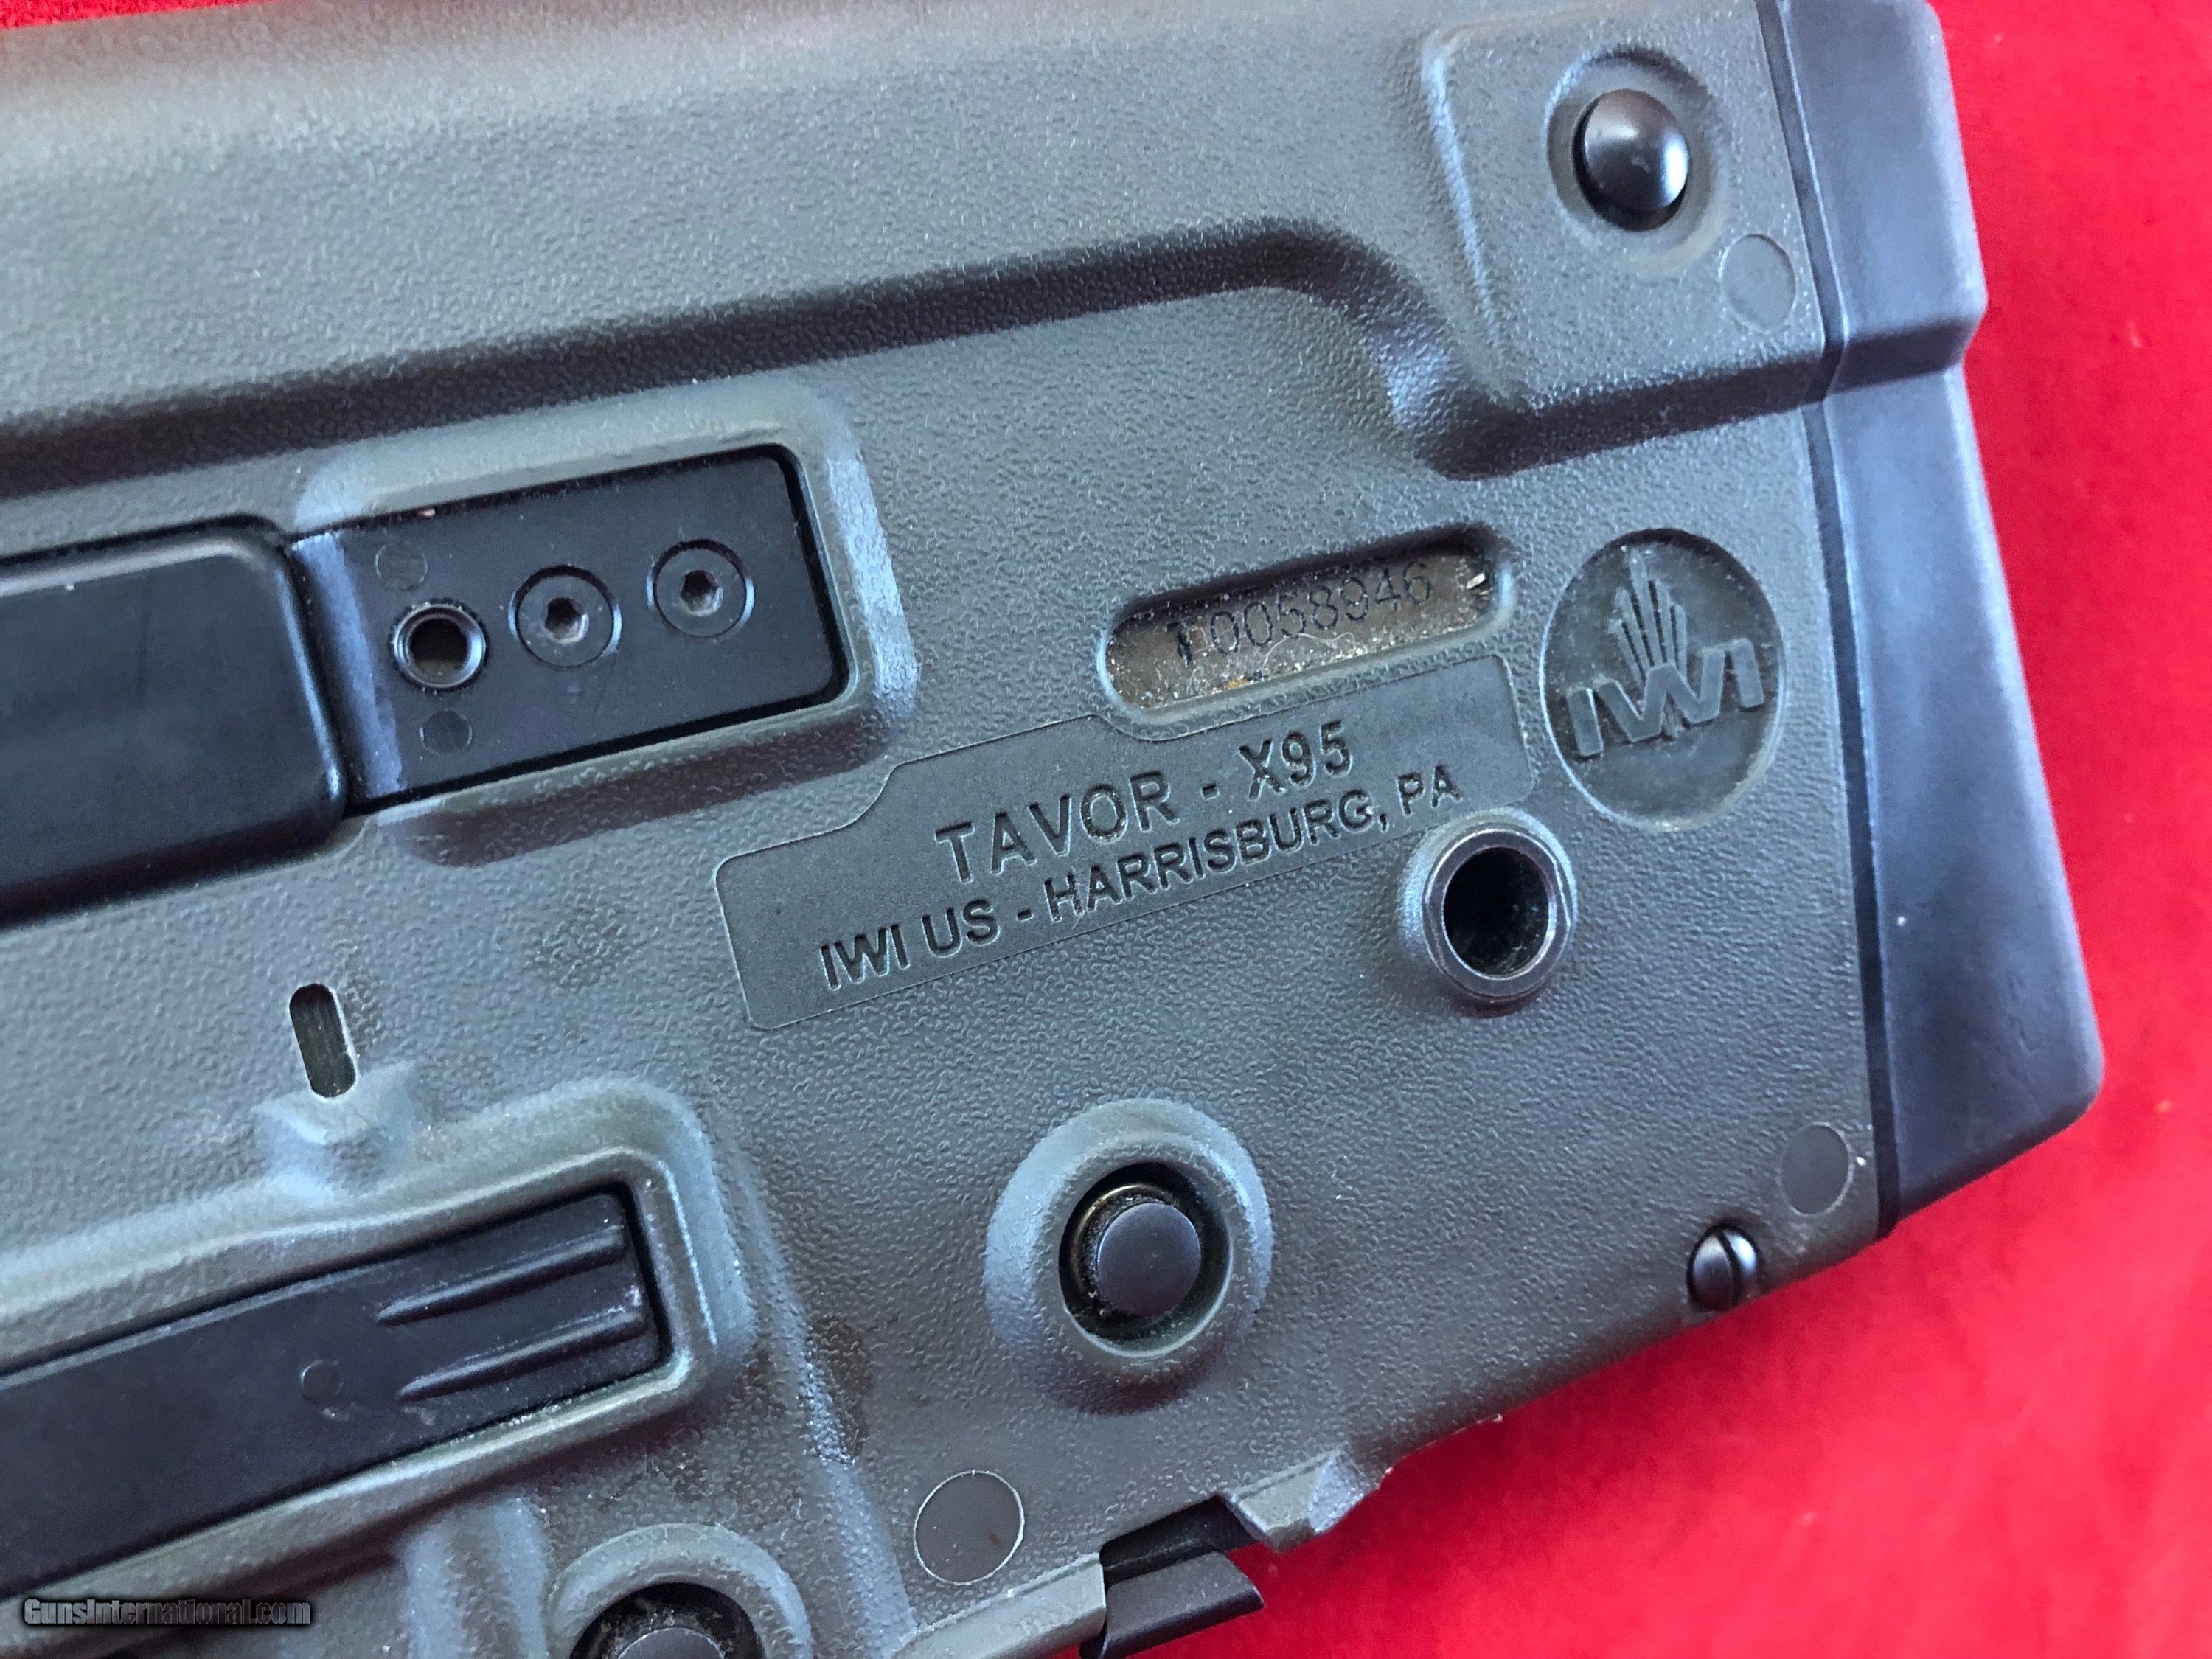 T0058946
IWI
TAVOR - X95
IWI US - HARRISBURG, PA
GunsInternational.com